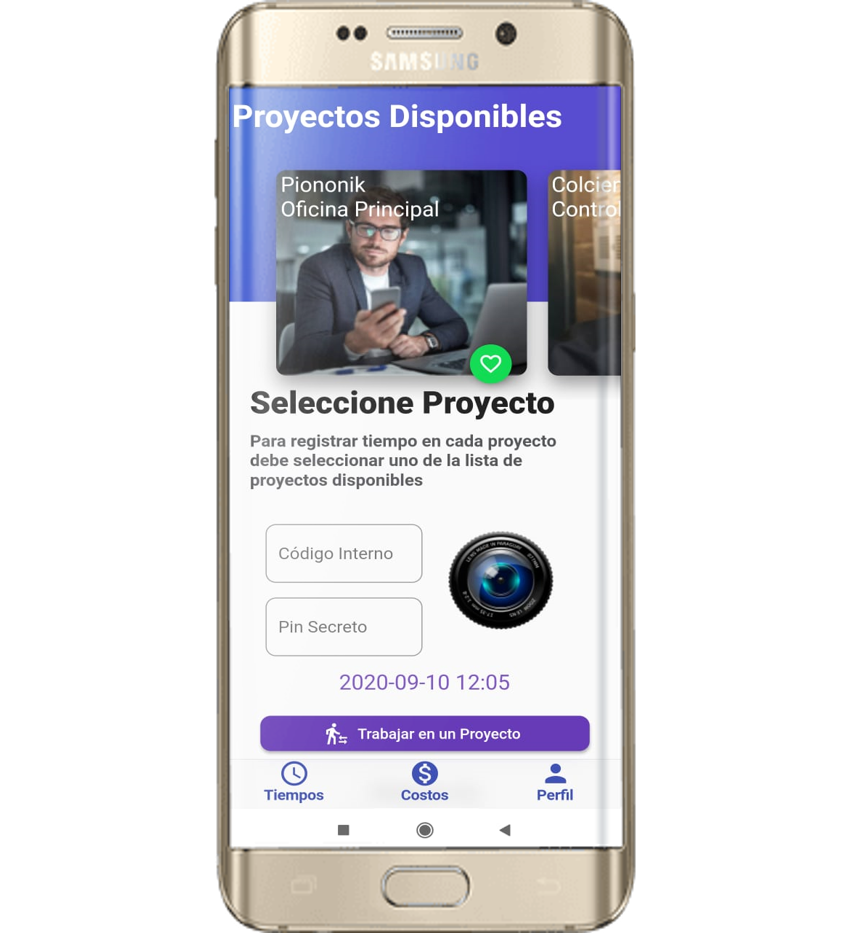 SAMSUNG
Proyectos Disponibles
Piononik
Oficina Principal
Colcier
Control
Seleccione Proyecto
Para registrar tiempo en cada proyecto
debe seleccionar uno de la lista de
proyectos disponibles
Código Interno
Pin Secreto
2020-09-10 12:05
Trabajar en un Proyecto
Tiempos
Costos
Perfil